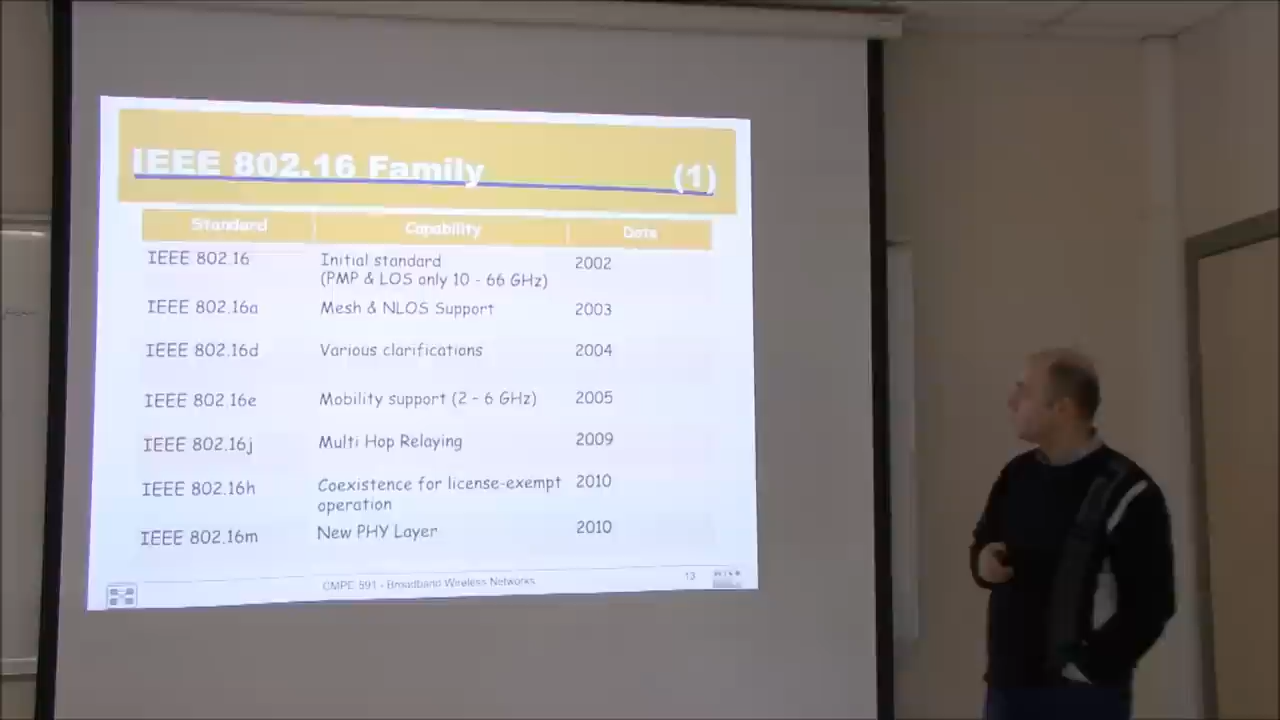 IEEE 802.16 Family (1)
Standard Capability Date
IEEE 802.16 Initial standard 2002
(PMP & LOS only 10 - 66 GHz)
IEEE 802.16a Mesh & NLOS Support 2003
IEEE 802.16d Various clarifications 2004
IEEE 802.16e Mobility support (2 - 6 GHz) 2005
IEEE 802.16j Multi Hop Relaying 2009
IEEE 802.16h Coexistence for license-exempt 2010
operation
IEEE 802.16m New PHY Layer 2010
CMPE 591 - Broadband Wireless Networks 13